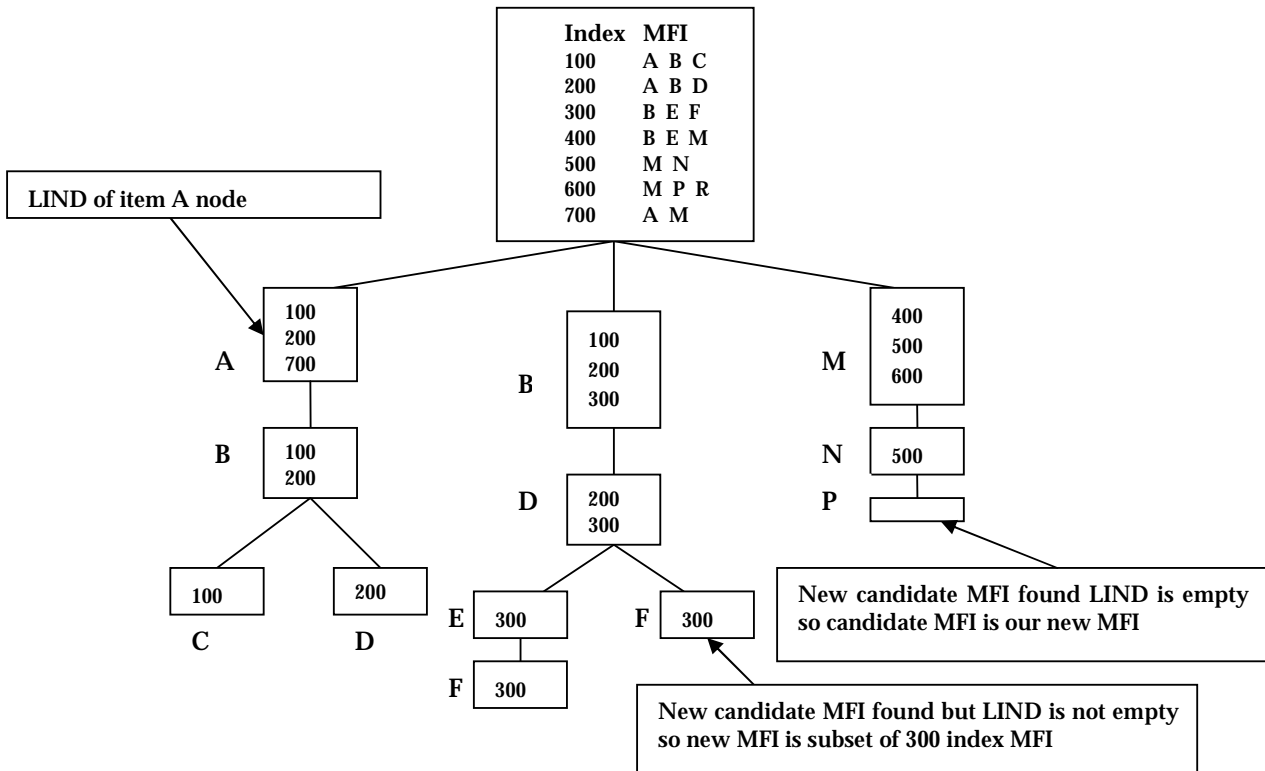 Index MFI
100 A B C
200 A B D
300 B E F
400 B E M
500 M N
600 M P R
700 A M
LIND of item A node
A
100
200
700
B
100
200
300
M
400
500
600
B
100
200
D
200
300
N
500
P
100
C
200
D
E
300
F
300
F
300
New candidate MFI found LIND is empty
so candidate MFI is our new MFI
New candidate MFI found but LIND is not empty
so new MFI is subset of 300 index MFI